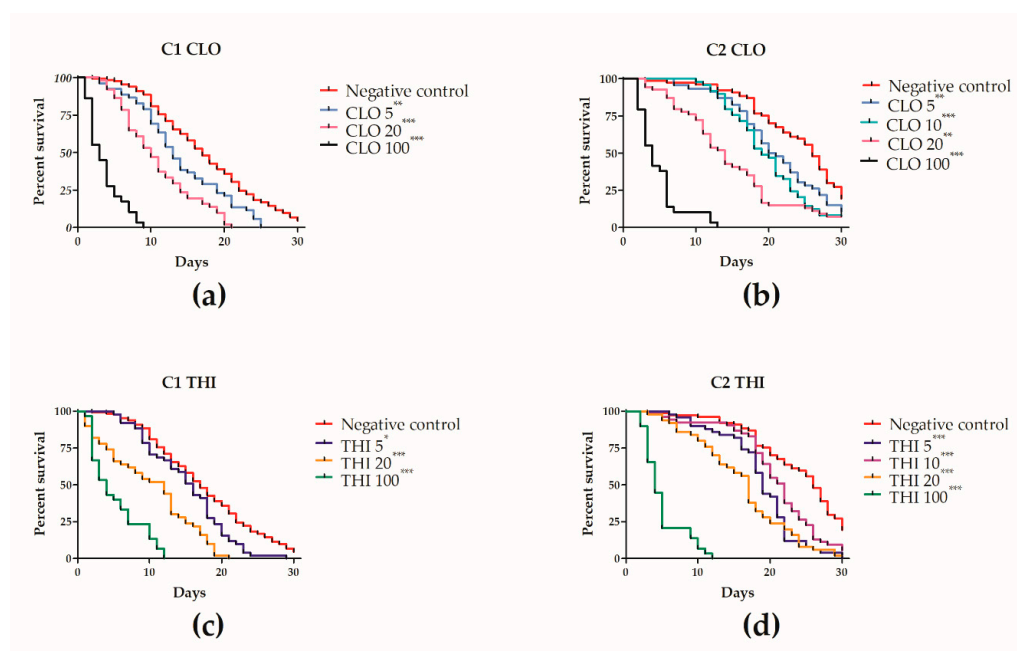 C1 CLO
Percent survival
100
75
50
25
0
0 10 20 30
Days
Negative control
CLO 5**
CLO 20***
CLO 100***
(a)
C2 CLO
Percent survival
100
75
50
25
0
0 10 20 30
Days
Negative control
CLO 5**
CLO 10***
CLO 20**
CLO 100***
(b)
C1 THI
Percent survival
100
75
50
25
0
0 10 20 30
Days
Negative control
THI 5*
THI 20***
THI 100***
(c)
C2 THI
Percent survival
100
75
50
25
0
0 10 20 30
Days
Negative control
THI 5***
THI 10***
THI 20***
THI 100***
(d)